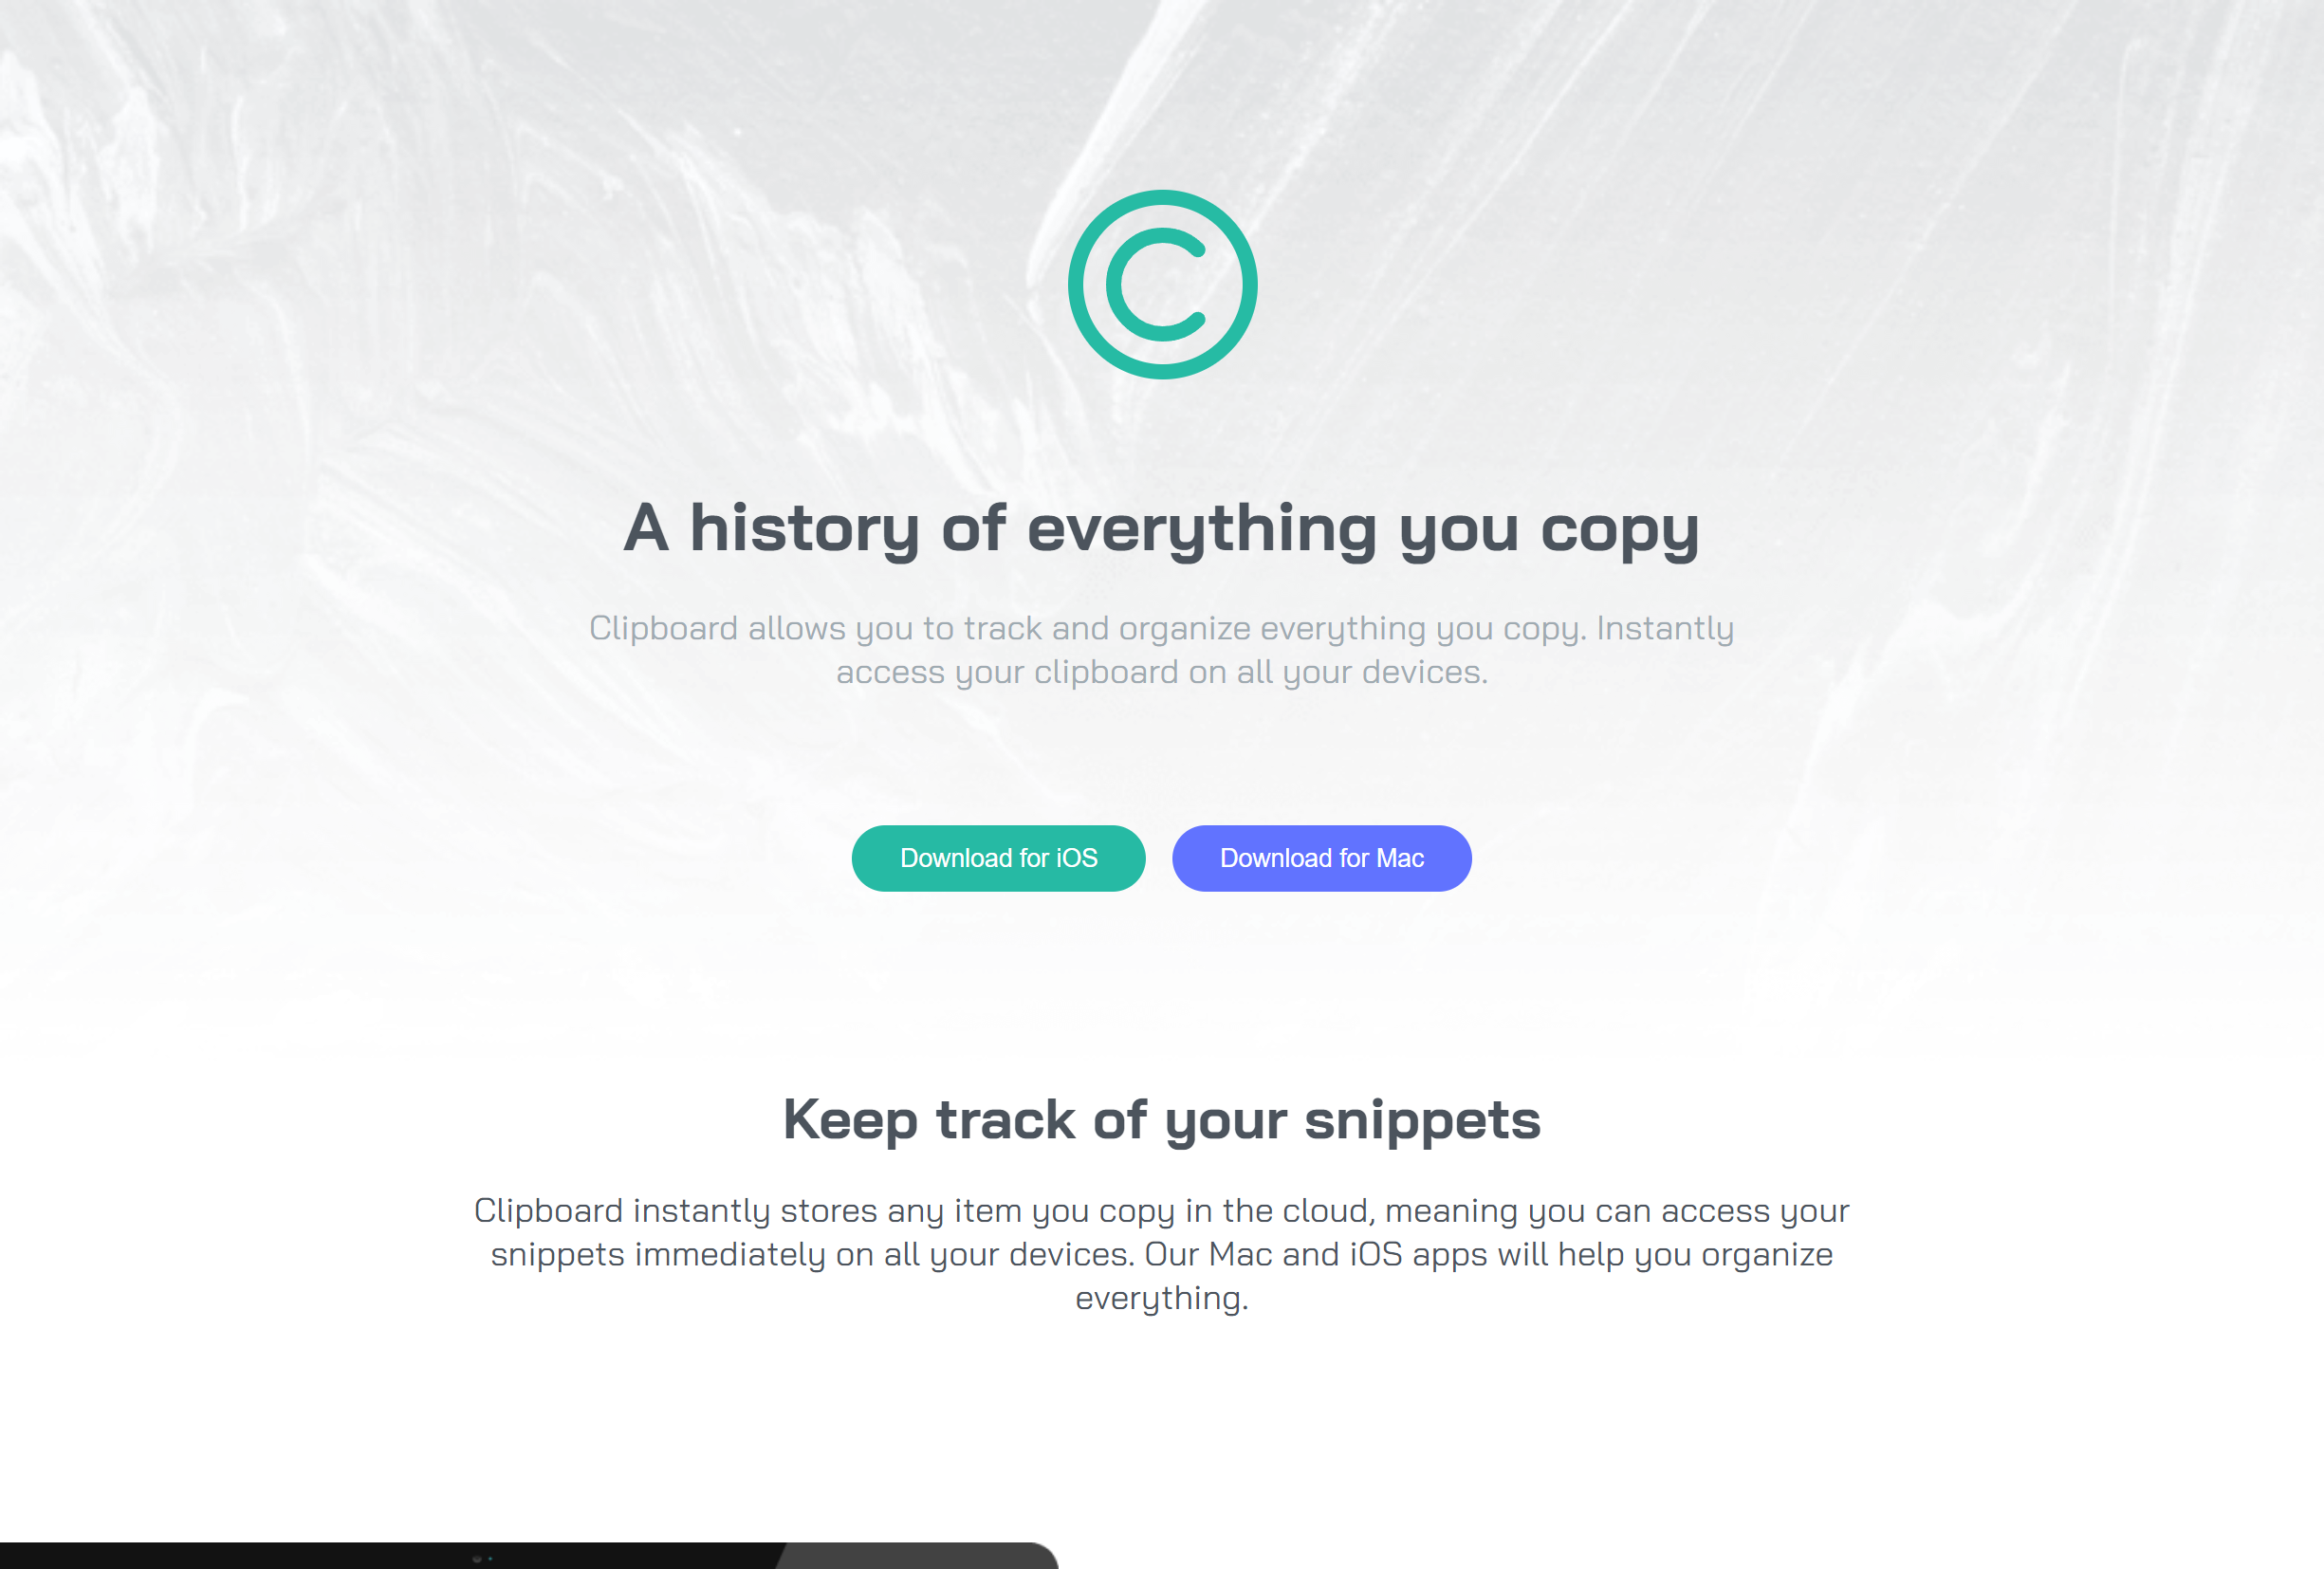 A history of everything you copy
Clipboard allows you to track and organize everything you copy. Instantly
access your clipboard on all your devices.
Download for iOS
Download for Mac
Keep track of your snippets
Clipboard instantly stores any item you copy in the cloud, meaning you can access your
snippets immediately on all your devices. Our Mac and iOS apps will help you organize
everything.